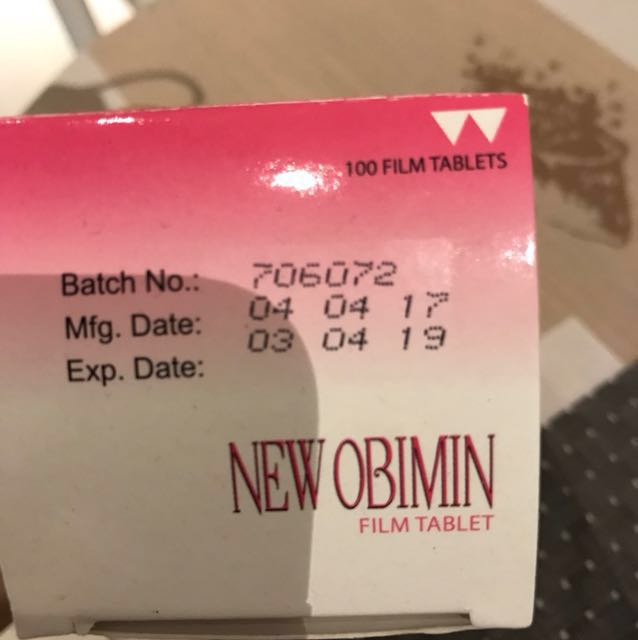 100 FILM TABLETS
Batch No.: 706072
Mfg. Date: 04 04 17
Exp. Date: 03 04 19
NEW OBIMIN
FILM TABLET